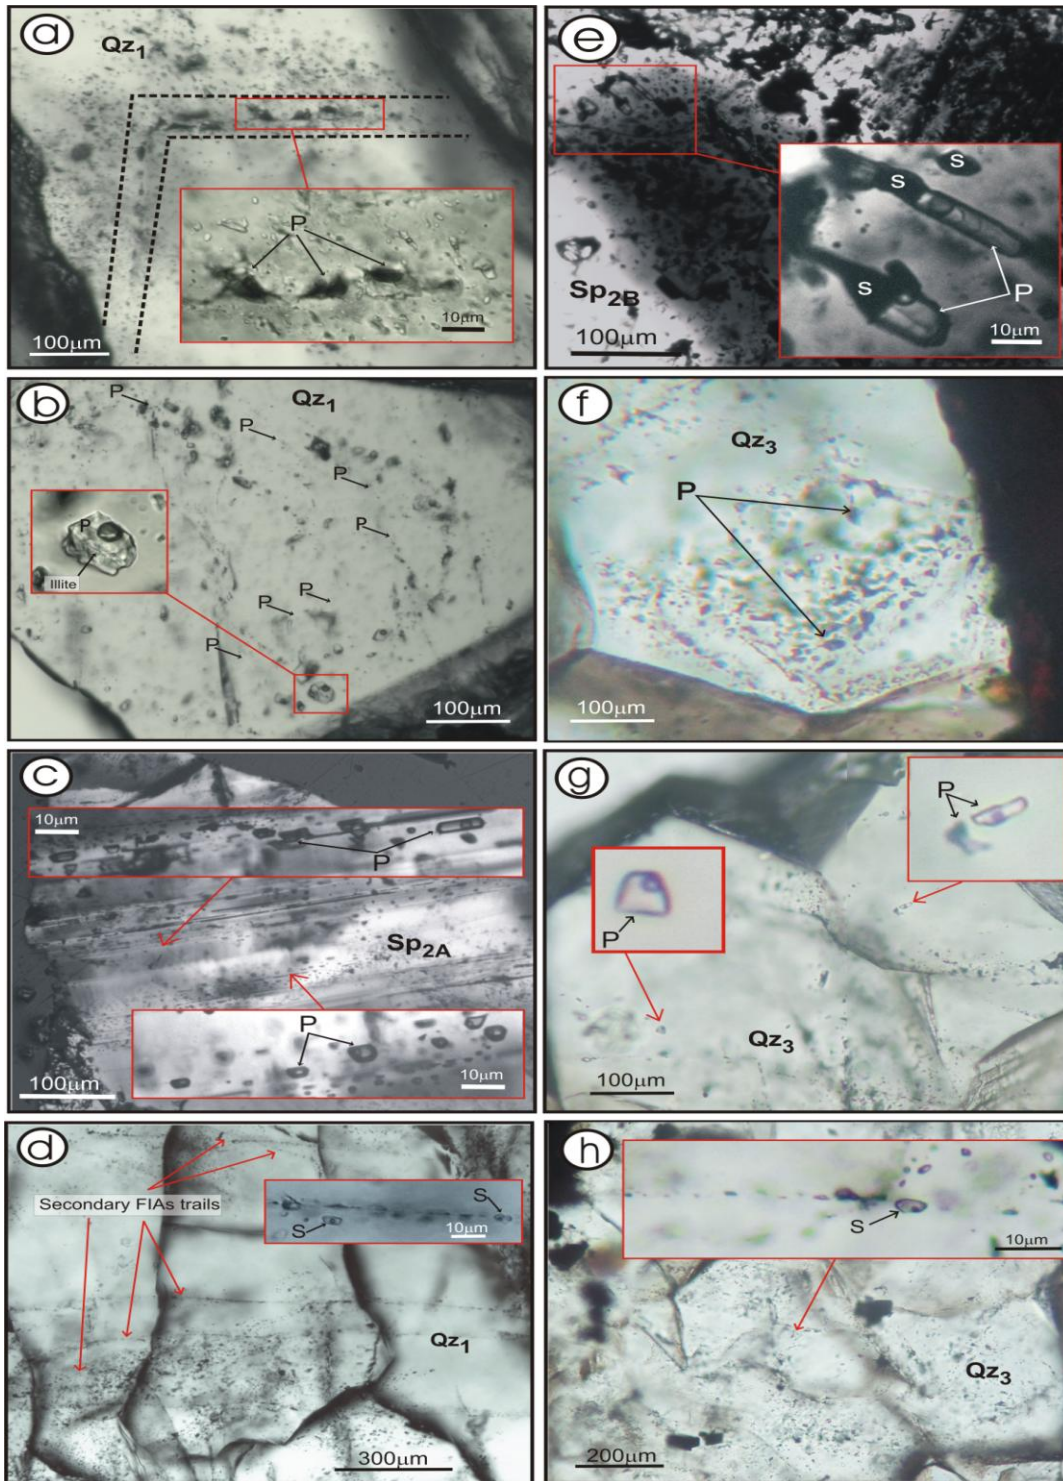 a
Qz1
P
10μm
100μm
b
P
Qz1
P
P
P
P
Illite
P
P
P
100μm
c
10μm
P
Sp2A
P
10μm
100μm
d
Secondary FIAs trails
S
S
10μm
Qz1
300μm
e
s
s
s
P
Sp2B
10μm
100μm
f
Qz3
P
100μm
g
P
P
Qz3
100μm
h
S
10μm
Qz3
200μm